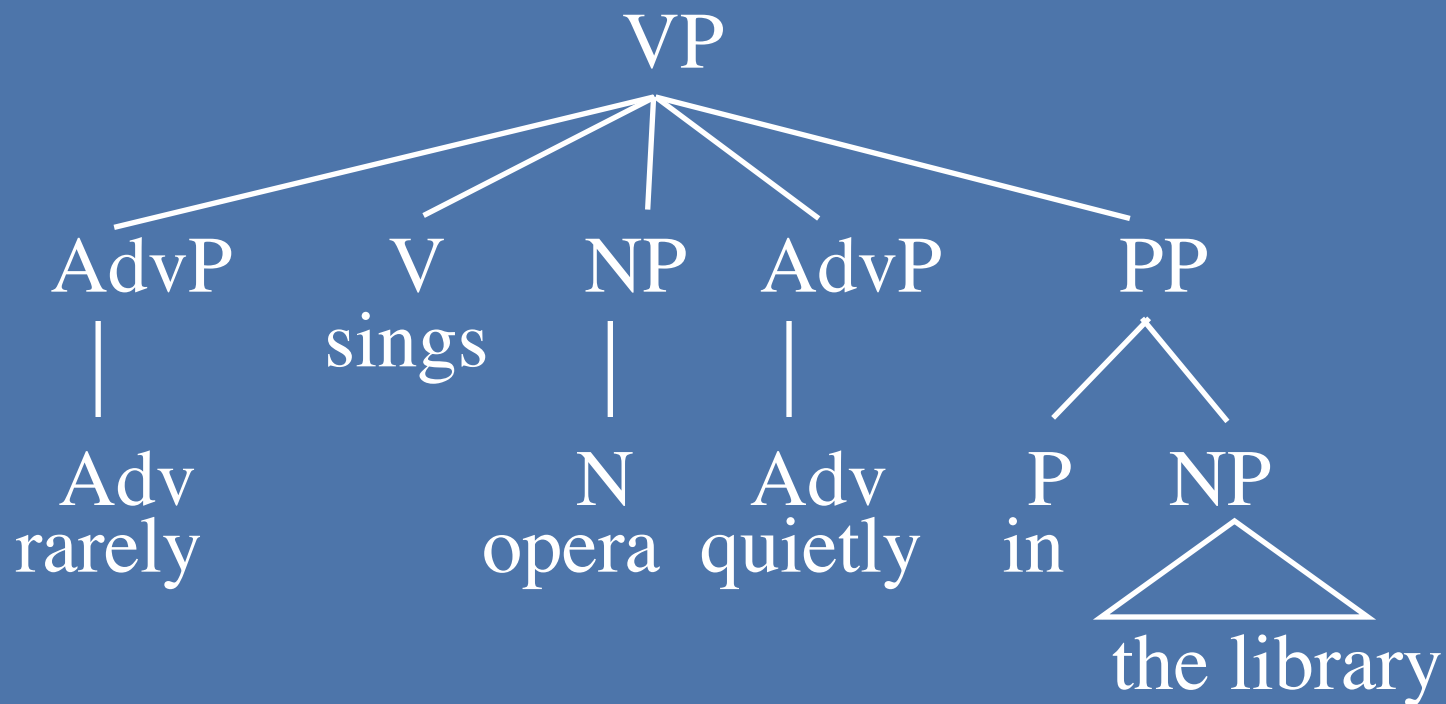 VP
AdvP V NP AdvP PP
sings
Adv N Adv P NP
rarely opera quietly in
the library